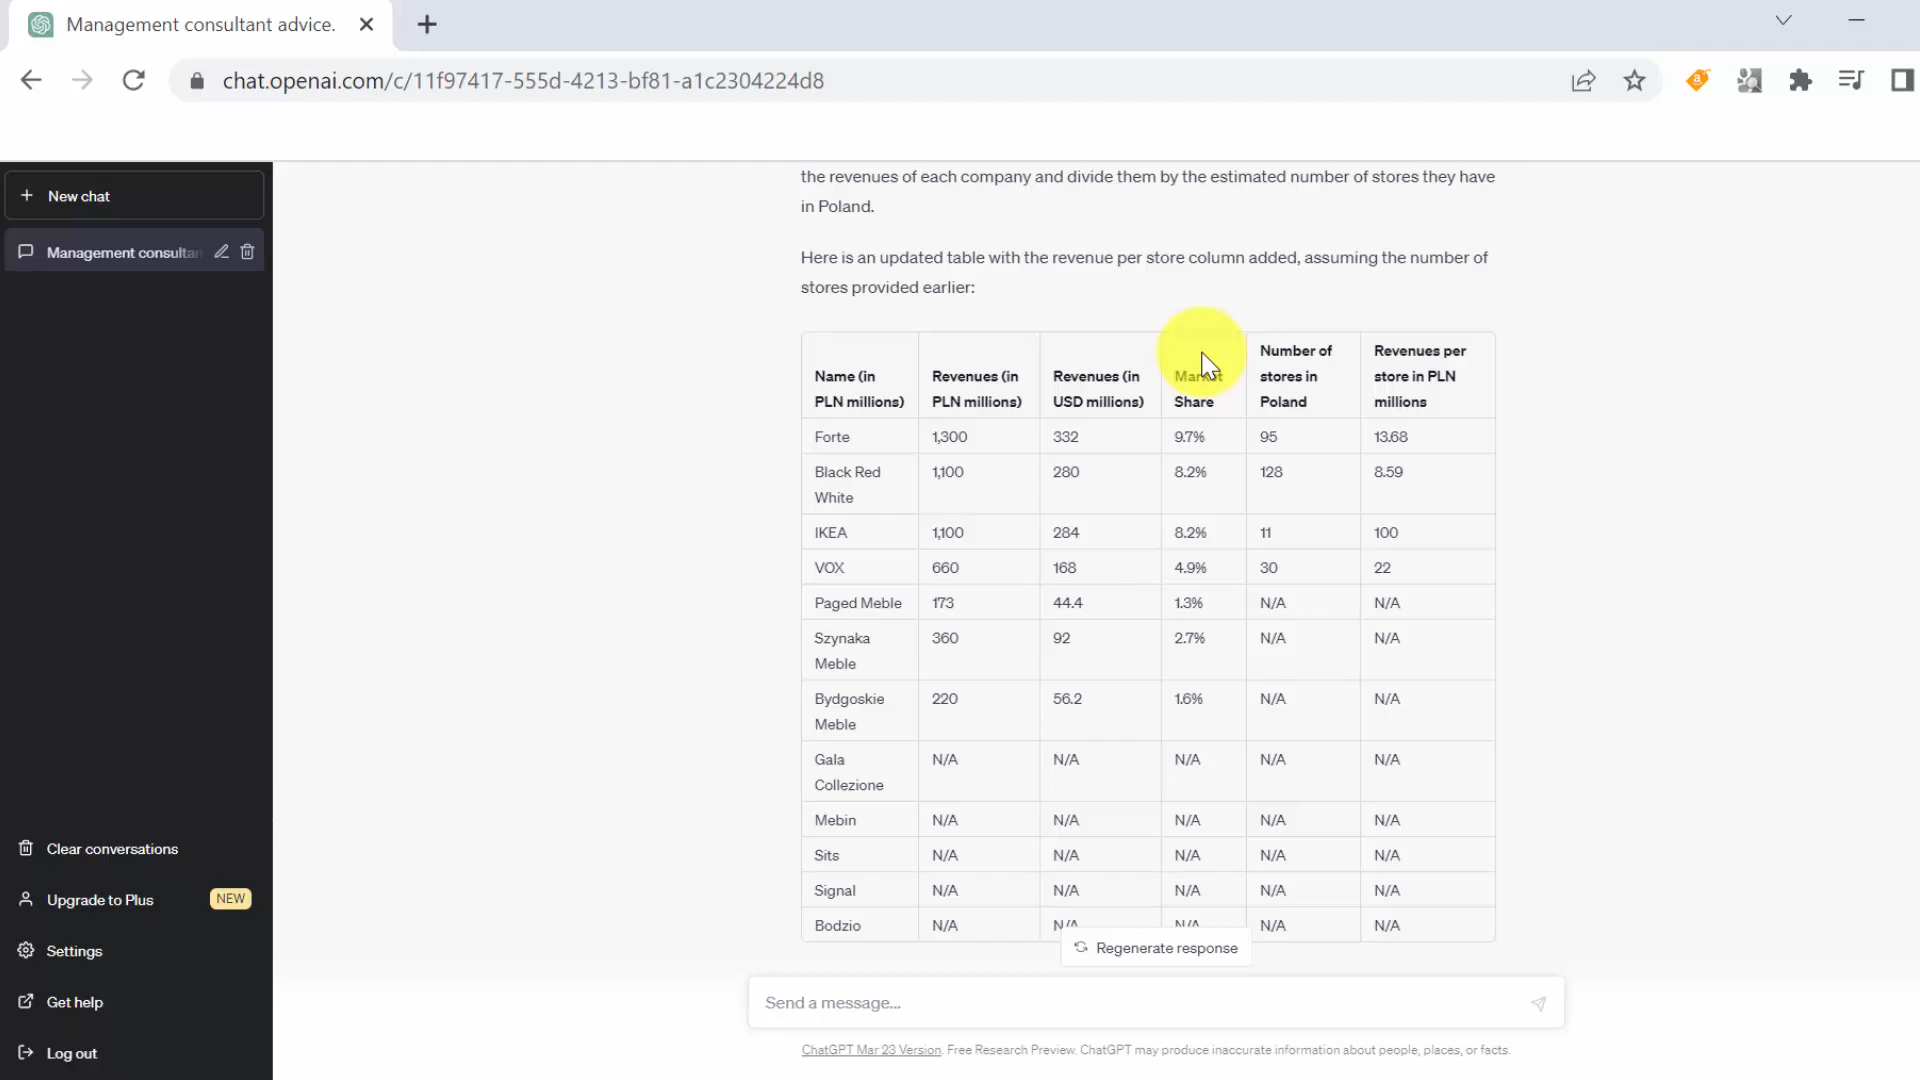 Management consultant advice.
chat.openai.com/c/11f97417-555d-4213-bf81-a1c2304224d8
New chat
Management consultan
Clear conversations
Upgrade to Plus NEW
Settings
Get help
Log out
the revenues of each company and divide them by the estimated number of stores they have
in Poland.
Here is an updated table with the revenue per store column added, assuming the number of
stores provided earlier:
Name (in PLN millions) Revenues (in PLN millions) Revenues (in USD millions) Market Share Number of stores in Poland Revenues per store in PLN millions
Forte 1,300 332 9.7% 95 13.68
Black Red White 1,100 280 8.2% 128 8.59
IKEA 1,100 284 8.2% 11 100
VOX 660 168 4.9% 30 22
Paged Meble 173 44.4 1.3% N/A N/A
Szynaka Meble 360 92 2.7% N/A N/A
Bydgoskie Meble 220 56.2 1.6% N/A N/A
Gala Collezione N/A N/A N/A N/A N/A
Mebin N/A N/A N/A N/A N/A
Sits N/A N/A N/A N/A N/A
Signal N/A N/A N/A N/A N/A
Bodzio N/A N/A N/A N/A N/A
Regenerate response
Send a message...
ChatGPT Mar 23 Version. Free Research Preview. ChatGPT may produce inaccurate information about people, places, or facts.